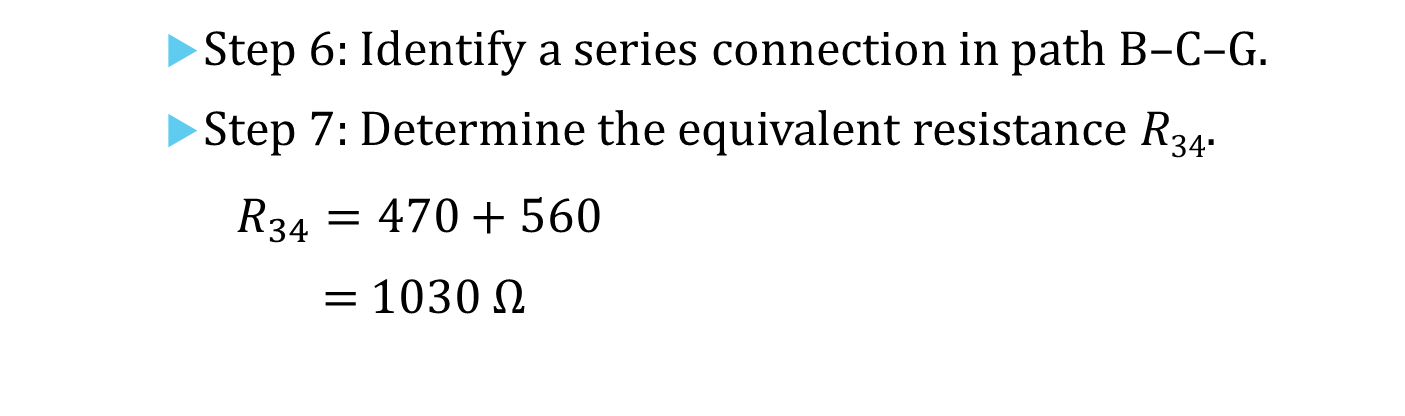 ▶Step 6: Identify a series connection in path B–C–G.
▶Step 7: Determine the equivalent resistance R₃₄.
R₃₄ = 470 + 560
= 1030 Ω